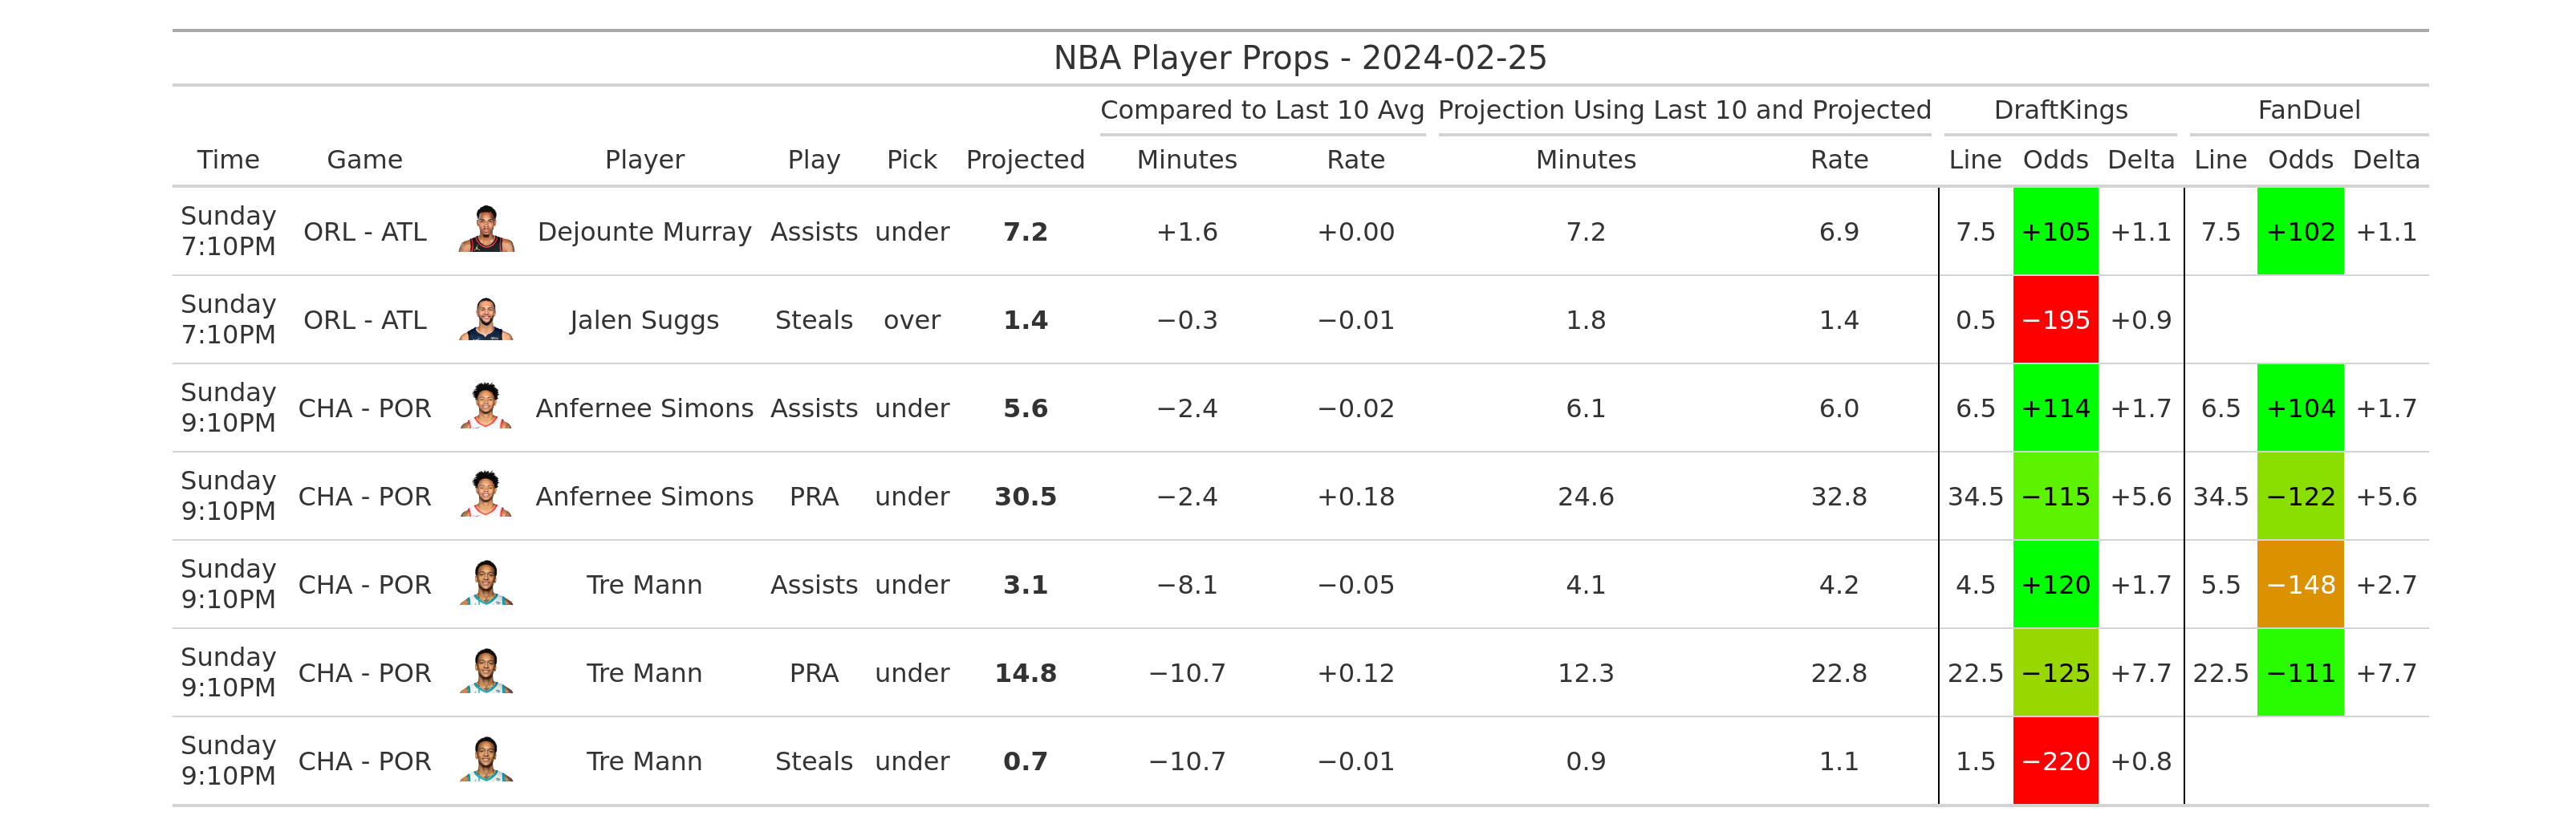 NBA Player Props - 2024-02-25
Compared to Last 10 Avg Projection Using Last 10 and Projected DraftKings FanDuel
Time Game Player Play Pick Projected Minutes Rate Minutes Rate Line Odds Delta Line Odds Delta
Sunday
7:10PM ORL - ATL Dejounte Murray Assists under 7.2 +1.6 +0.00 7.2 6.9 7.5 +105 +1.1 7.5 +102 +1.1
Sunday
7:10PM ORL - ATL Jalen Suggs Steals over 1.4 −0.3 −0.01 1.8 1.4 0.5 −195 +0.9
Sunday
9:10PM CHA - POR Anfernee Simons Assists under 5.6 −2.4 −0.02 6.1 6.0 6.5 +114 +1.7 6.5 +104 +1.7
Sunday
9:10PM CHA - POR Anfernee Simons PRA under 30.5 −2.4 +0.18 24.6 32.8 34.5 −115 +5.6 34.5 −122 +5.6
Sunday
9:10PM CHA - POR Tre Mann Assists under 3.1 −8.1 −0.05 4.1 4.2 4.5 +120 +1.7 5.5 −148 +2.7
Sunday
9:10PM CHA - POR Tre Mann PRA under 14.8 −10.7 +0.12 12.3 22.8 22.5 −125 +7.7 22.5 −111 +7.7
Sunday
9:10PM CHA - POR Tre Mann Steals under 0.7 −10.7 −0.01 0.9 1.1 1.5 −220 +0.8